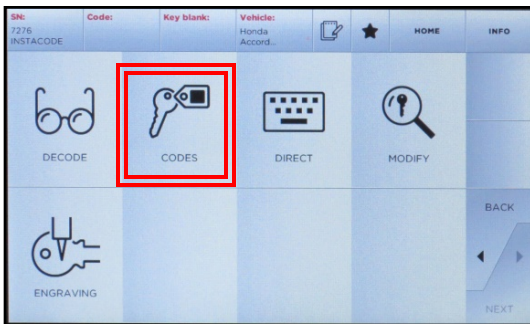 SN:
7276
INSTACODE
Code:
Key blank:
Vehicle:
Honda
Accord...
HOME
INFO
DECODE
CODES
DIRECT
MODIFY
BACK
ENGRAVING
NEXT